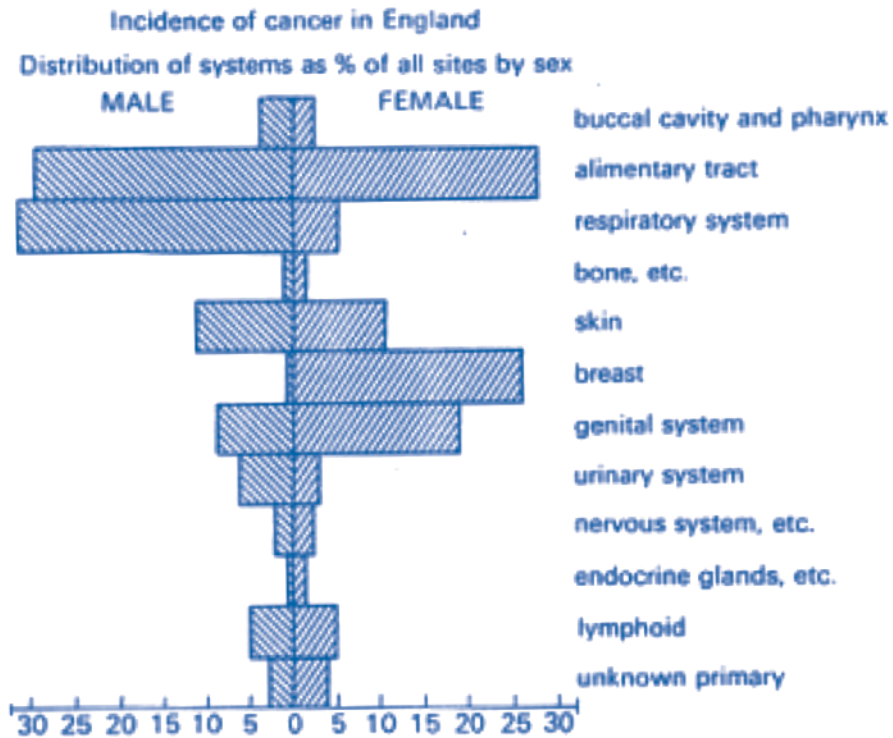 Incidence of cancer in England
Distribution of systems as % of all sites by sex
MALE FEMALE
buccal cavity and pharynx
alimentary tract
respiratory system
bone, etc.
skin
breast
genital system
urinary system
nervous system, etc.
endocrine glands, etc.
lymphoid
unknown primary
30 25 20 15 10 5 0 5 10 15 20 25 30